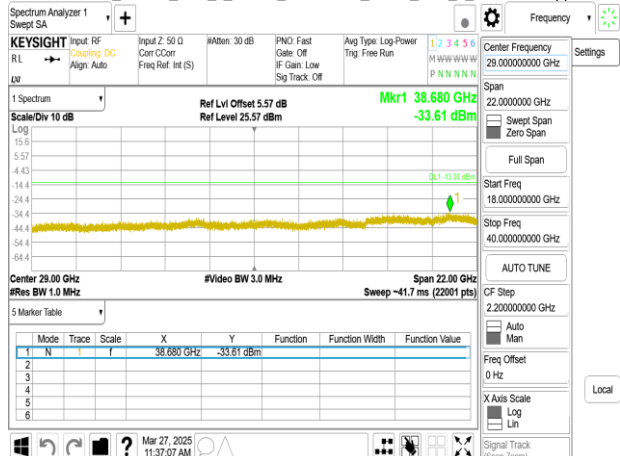 Spectrum Analyzer 1
Swept SA
Frequency
KEYSIGHT
RL
Input: RF
Coupling: DC
Align: Auto
Input Z: 50 Ω
Corr CCorr
Freq Ref: Int (S)
#Atten: 30 dB
PNO: Fast
Gate: Off
IF Gain: Low
Sig Track: Off
Avg Type: Log-Power
Trig: Free Run
1 2 3 4 5 6
M W W W W W
P N N N N N
LXI
1 Spectrum
Scale/Div 10 dB
Ref Lvl Offset 5.57 dB
Ref Level 25.57 dBm
Mkr1 38.680 GHz
-33.61 dBm
Log
15.6
5.57
-4.43
-14.4
-24.4
-34.4
-44.4
-54.4
-64.4
DL1 -13.00 dBm
1
Center 29.00 GHz
#Video BW 3.0 MHz
Span 22.00 GHz
#Res BW 1.0 MHz
Sweep ~41.7 ms (22001 pts)
5 Marker Table
Mode Trace Scale X Y Function Function Width Function Value
1 N 1 f 38.680 GHz -33.61 dBm
2
3
4
5
6
Mar 27, 2025
11:37:07 AM
Center Frequency
29.000000000 GHz
Settings
Span
22.0000000 GHz
Swept Span
Zero Span
Full Span
Start Freq
18.000000000 GHz
Stop Freq
40.000000000 GHz
AUTO TUNE
CF Step
2.200000000 GHz
Auto
Man
Freq Offset
0 Hz
Local
X Axis Scale
Log
Lin
Signal Track
(Span Zoom)